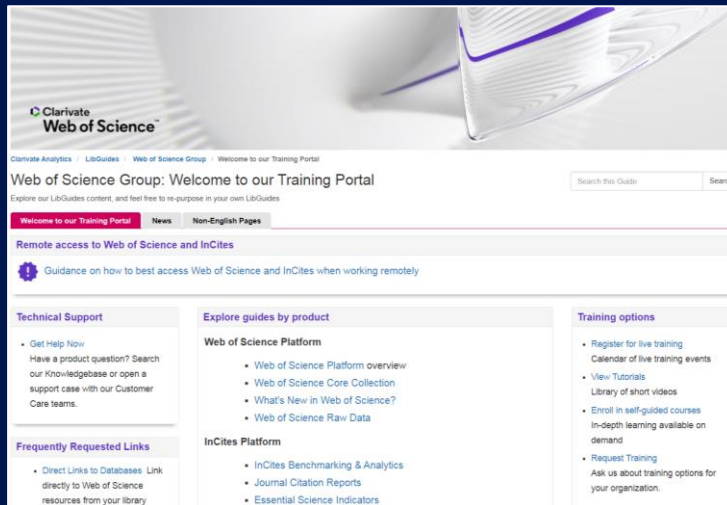 Clarivate
Web of Science™
Clarivate Analytics / LibGuides / Web of Science Group / Welcome to our Training Portal
Web of Science Group: Welcome to our Training Portal
Search this Guide
Explore our LibGuides content, and feel free to re-purpose in your own LibGuides
Welcome to our Training Portal News Non-English Pages
Remote access to Web of Science and InCites
Guidance on how to best access Web of Science and InCites when working remotely
Technical Support
Get Help Now
Have a product question? Search
our Knowledgebase or open a
support case with our Customer
Care teams.
Frequently Requested Links
Direct Links to Databases Link
directly to Web of Science
resources from your library
Explore guides by product
Web of Science Platform
Web of Science Platform overview
Web of Science Core Collection
What's New in Web of Science?
Web of Science Raw Data
InCites Platform
InCites Benchmarking & Analytics
Journal Citation Reports
Essential Science Indicators
Training options
Register for live training
Calendar of live training events
View Tutorials
Library of short videos
Enroll in self-guided courses
In-depth learning available on
demand
Request Training
Ask us about training options for
your organization.